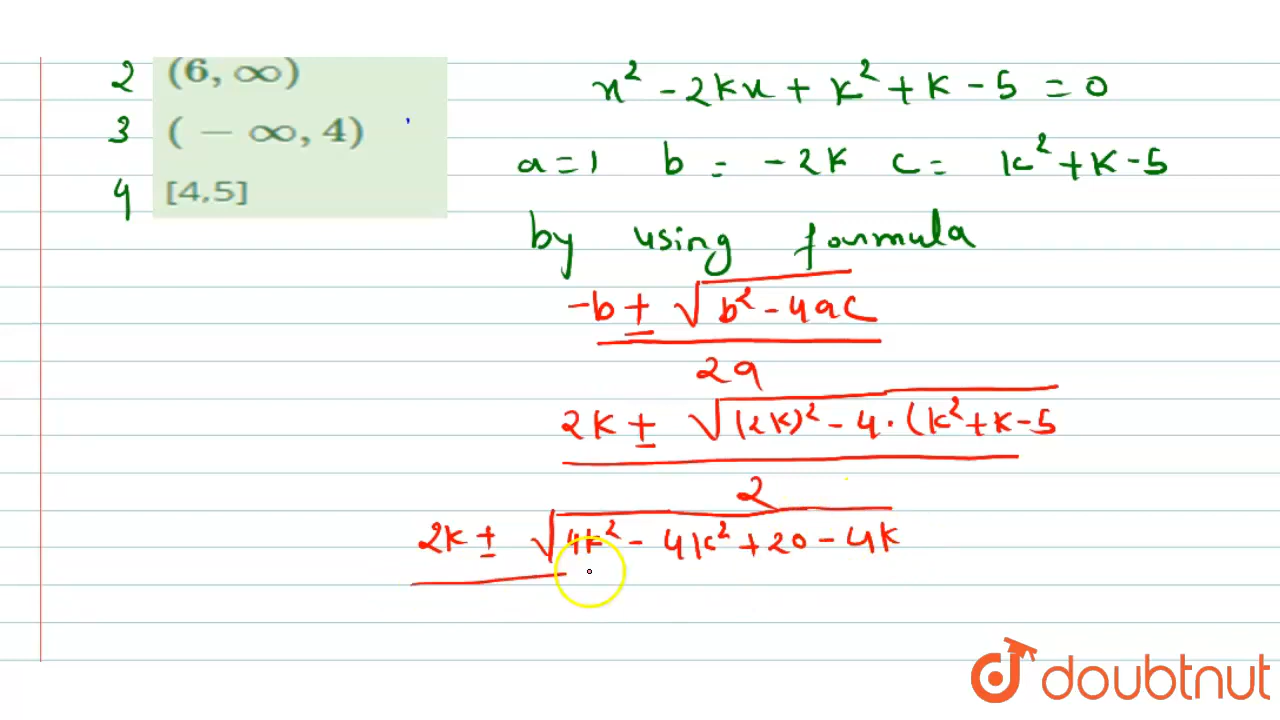 2 (6, ∞)
3 ( − ∞, 4)
4 [4,5]
x² - 2kx + k² + k - 5 = 0
a = 1 b = - 2k c = k² + k - 5
by using formula
-b ± √b² - 4ac
2a
2k ± √(2k)² - 4 · (k² + k - 5
2
2k ± √4k² - 4k² + 20 - 4k
doubtnut